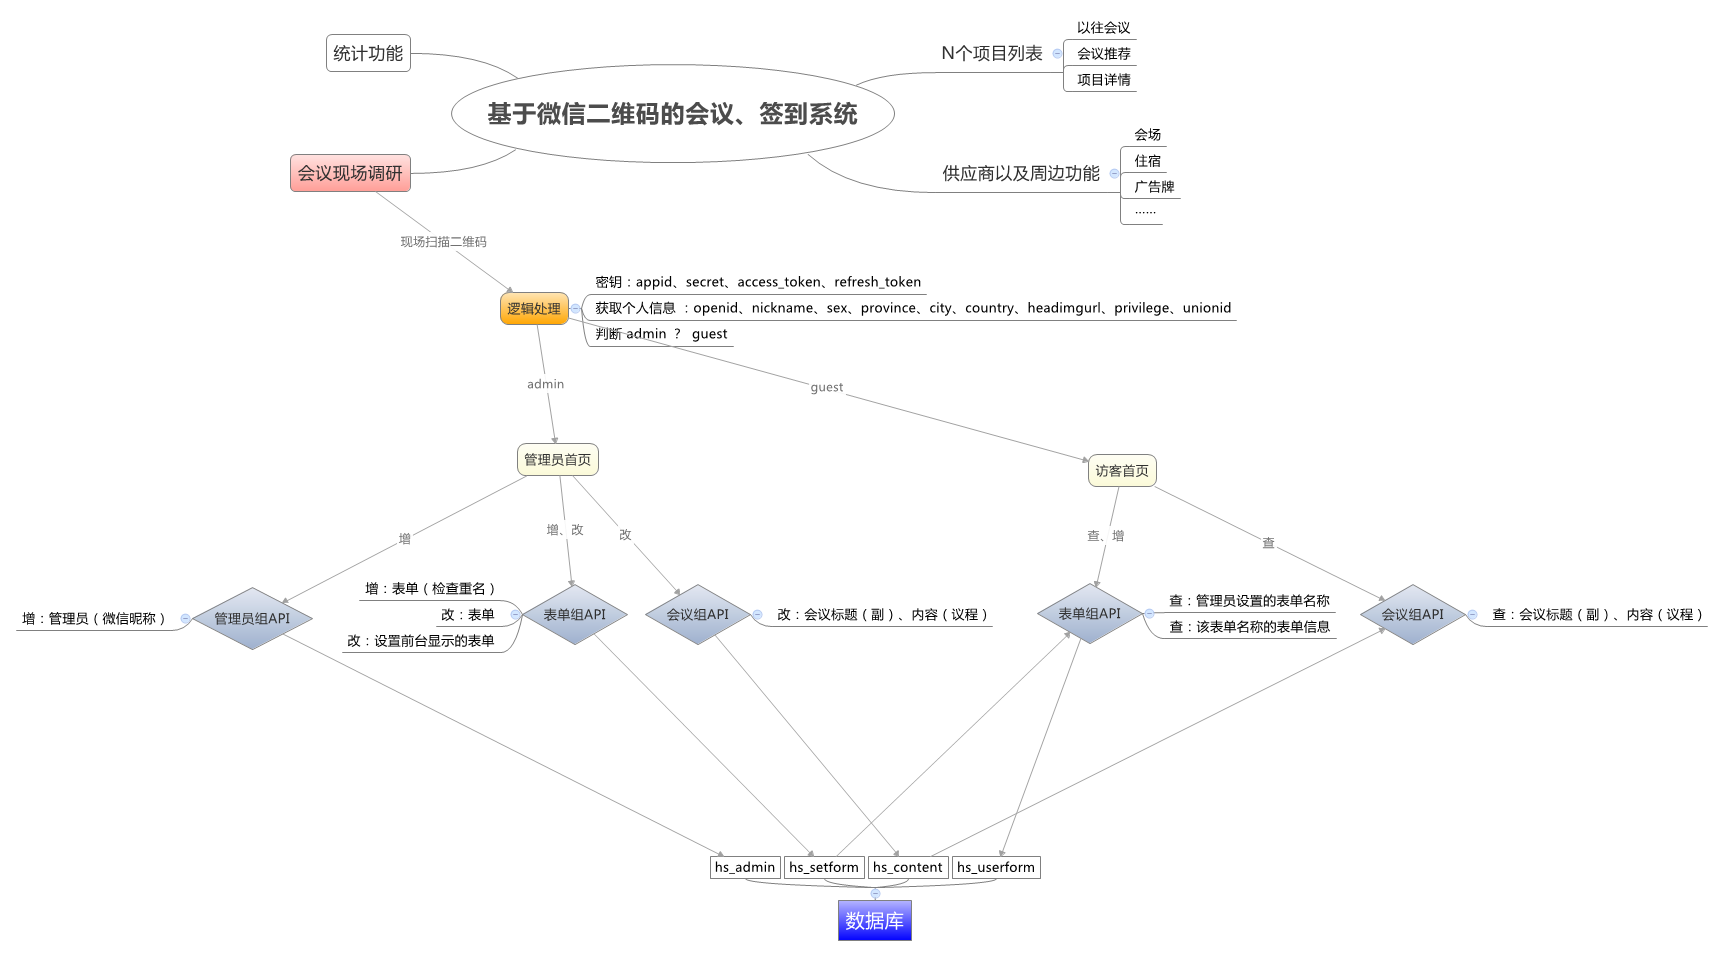 统计功能
基于微信二维码的会议、签到系统
会议现场调研
N个项目列表
以往会议
会议推荐
项目详情
供应商以及周边功能
会场
住宿
广告牌
......
现场扫描二维码
逻辑处理
密钥：appid、secret、access_token、refresh_token
获取个人信息 ：openid、nickname、sex、province、city、country、headimgurl、privilege、unionid
判断 admin ？ guest
admin
guest
管理员首页
访客首页
增
增、改
改
查、增
查
增：管理员（微信昵称）
管理员组API
增：表单（检查重名）
改：表单
改：设置前台显示的表单
表单组API
会议组API
改：会议标题（副）、内容（议程）
表单组API
查：管理员设置的表单名称
查：该表单名称的表单信息
会议组API
查：会议标题（副）、内容（议程）
hs_admin
hs_setform
hs_content
hs_userform
数据库